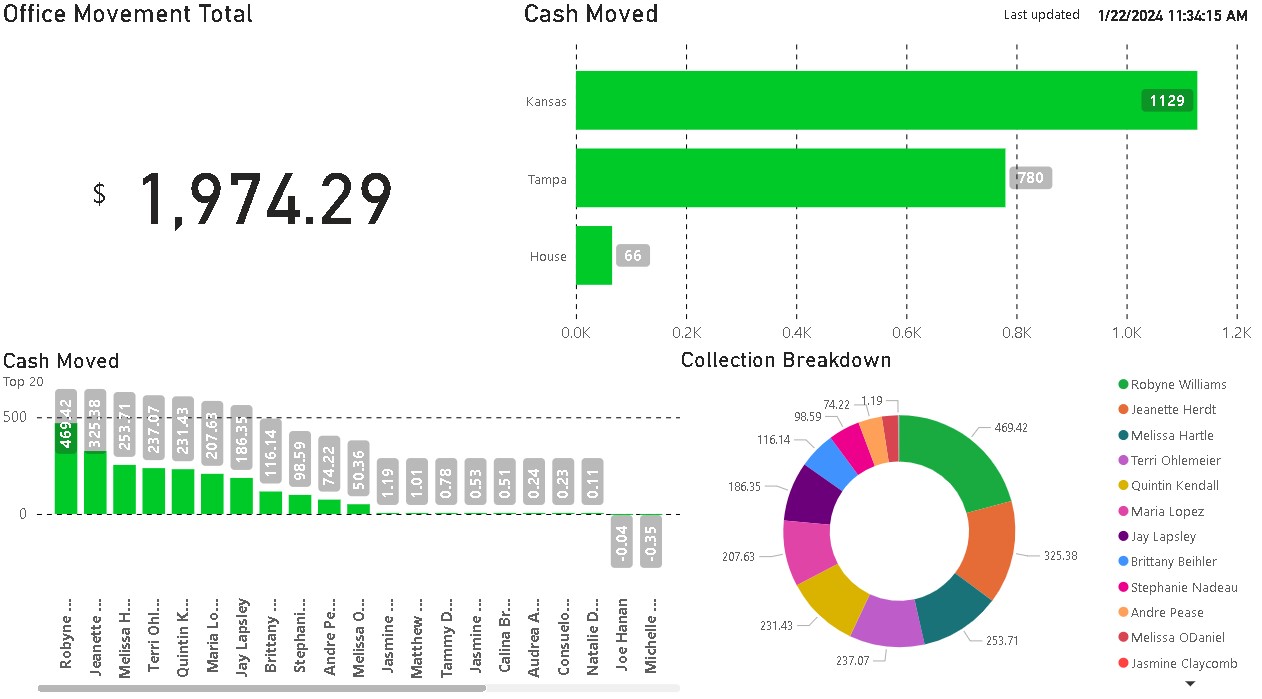 Office Movement Total
$ 1,974.29
Cash Moved
Last updated 1/22/2024 11:34:15 AM
Kansas
1129
Tampa
780
House
66
0.0K 0.2K 0.4K 0.6K 0.8K 1.0K 1.2K
Cash Moved
Top 20
500
0
469.42 325.38 253.71 237.07 231.43 207.63 186.35 116.14 98.59 74.22 50.36 1.19 1.01 0.78 0.53 0.51 0.24 0.23 0.11 -0.04 -0.35
Robyne ...
Jeanette ...
Melissa H...
Terri Ohl...
Quintin K...
Maria Lo...
Jay Lapsley
Brittany ...
Stephani...
Andre Pe...
Melissa O...
Jasmine ...
Matthew ...
Tammy D...
Jasmine ...
Calina Br...
Audrea A...
Consuelo...
Natalie D...
Joe Hanan
Michelle ...
Collection Breakdown
469.42
325.38
253.71
237.07
231.43
207.63
186.35
116.14
98.59
74.22
1.19
Robyne Williams
Jeanette Herdt
Melissa Hartle
Terri Ohlemeier
Quintin Kendall
Maria Lopez
Jay Lapsley
Brittany Beihler
Stephanie Nadeau
Andre Pease
Melissa ODaniel
Jasmine Claycomb